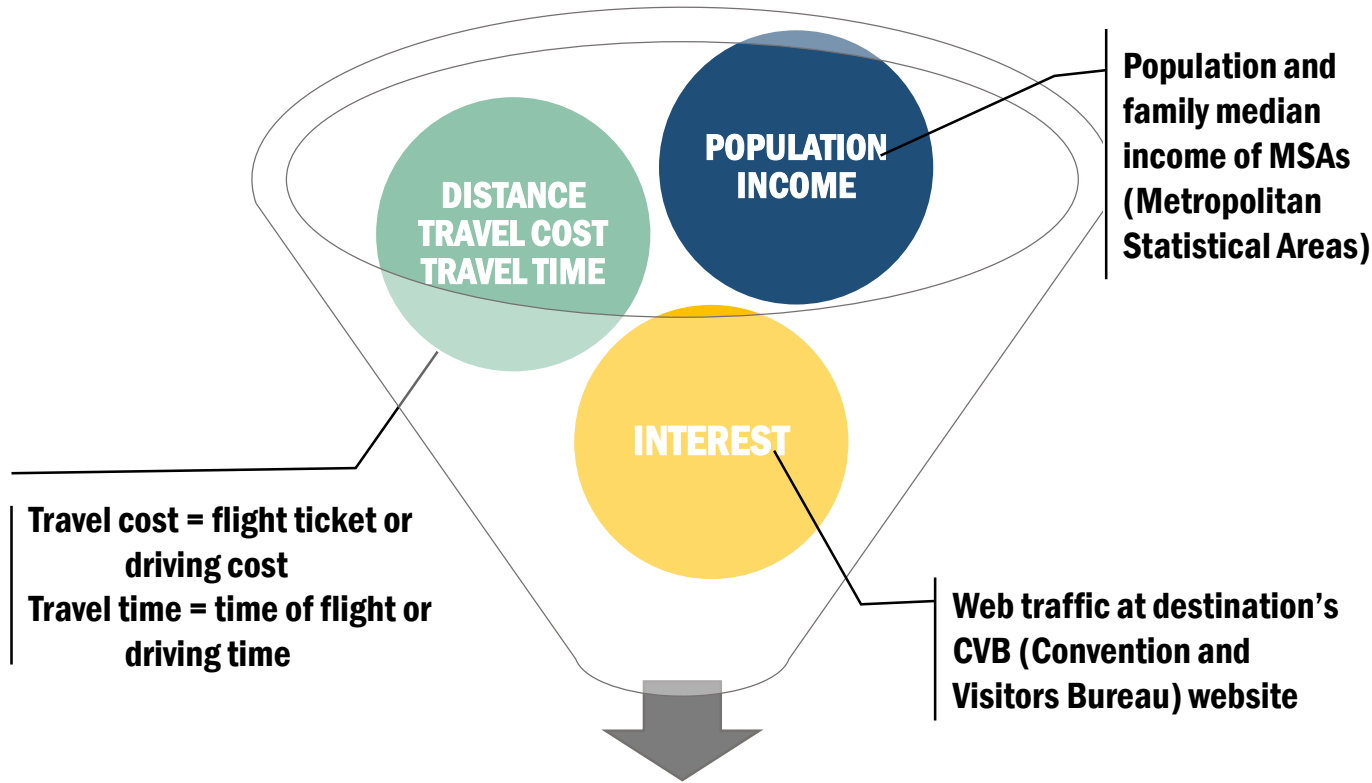 Population and
family median
income of MSAs
(Metropolitan
Statistical Areas)
POPULATION
INCOME
DISTANCE
TRAVEL COST
TRAVEL TIME
INTEREST
Travel cost = flight ticket or
driving cost
Travel time = time of flight or
driving time
Web traffic at destination’s
CVB (Convention and
Visitors Bureau) website